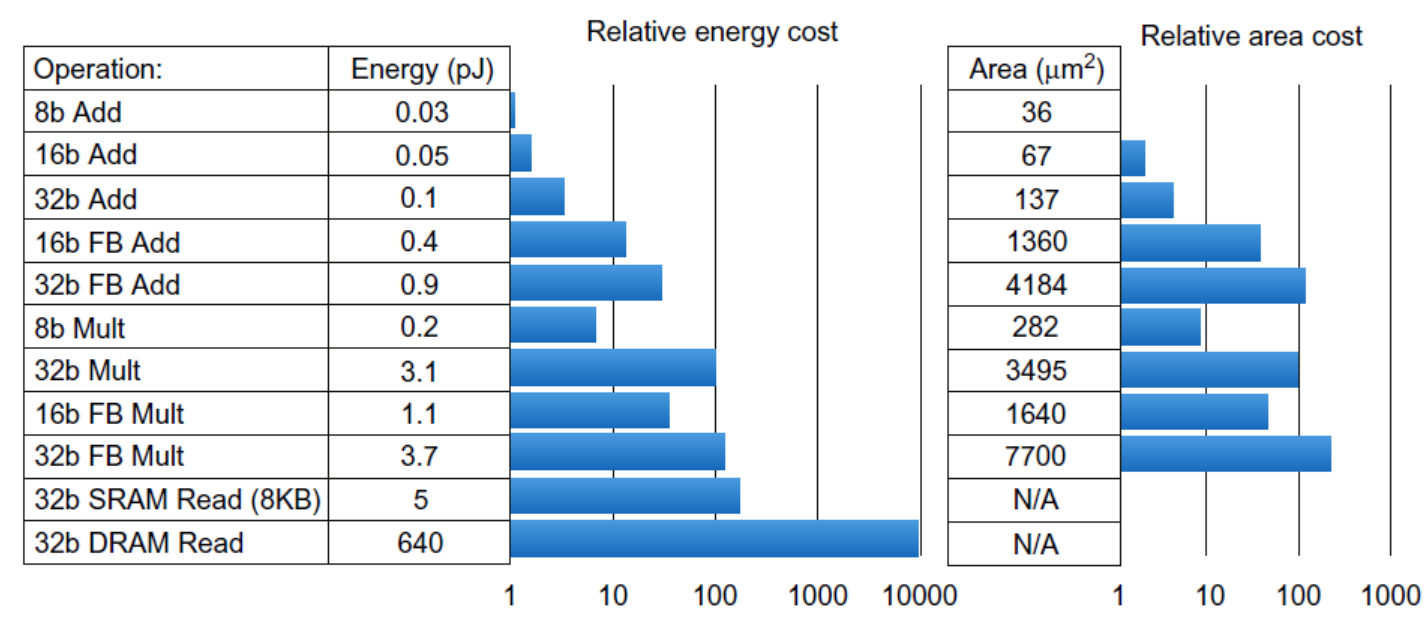 Relative energy cost
Relative area cost
Operation: Energy (pJ) Area (μm²)
8b Add 0.03 36
16b Add 0.05 67
32b Add 0.1 137
16b FB Add 0.4 1360
32b FB Add 0.9 4184
8b Mult 0.2 282
32b Mult 3.1 3495
16b FB Mult 1.1 1640
32b FB Mult 3.7 7700
32b SRAM Read (8KB) 5 N/A
32b DRAM Read 640 N/A
1 10 100 1000 10000 1 10 100 1000